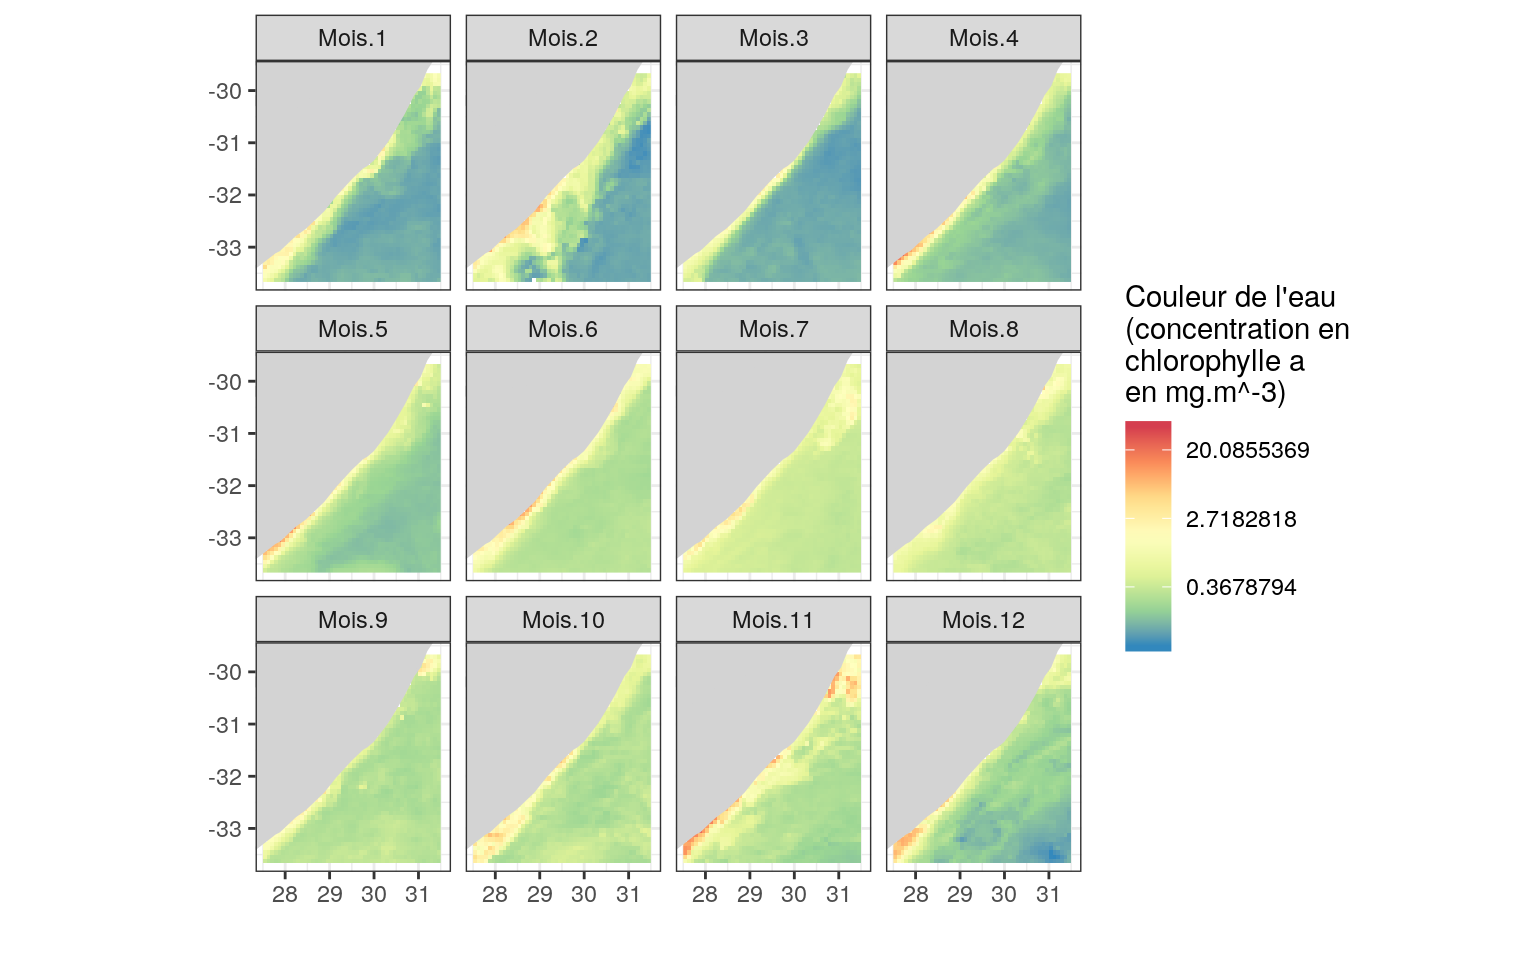 Mois.1 Mois.2 Mois.3 Mois.4
-30
-31
-32
-33
Mois.5 Mois.6 Mois.7 Mois.8
-30
-31
-32
-33
Mois.9 Mois.10 Mois.11 Mois.12
-30
-31
-32
-33
28 29 30 31 28 29 30 31 28 29 30 31 28 29 30 31
Couleur de l'eau
(concentration en
chlorophylle a
en mg.m^-3)
20.0855369
2.7182818
0.3678794